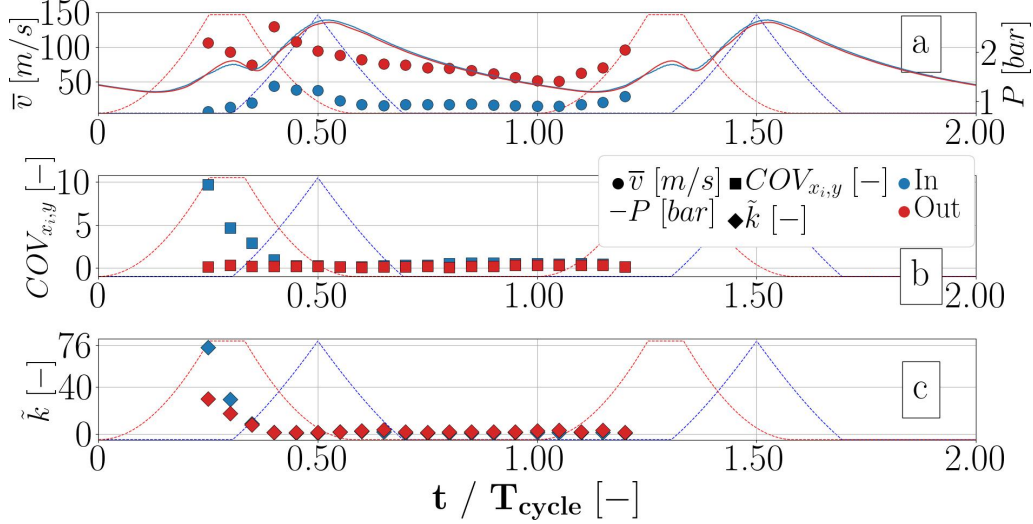 150
100
50
v̅ [m/s]
a
2
1
P [bar]
0 0.50 1.00 1.50 2.00
10
5
0
COV_{x_i,y} [−]
v̅ [m/s] COV_{x_i,y} [−] In
−P [bar] k̃ [−] Out
b
0 0.50 1.00 1.50 2.00
76
40
0
k̃ [−]
c
0 0.50 1.00 1.50 2.00
t / T_cycle [−]